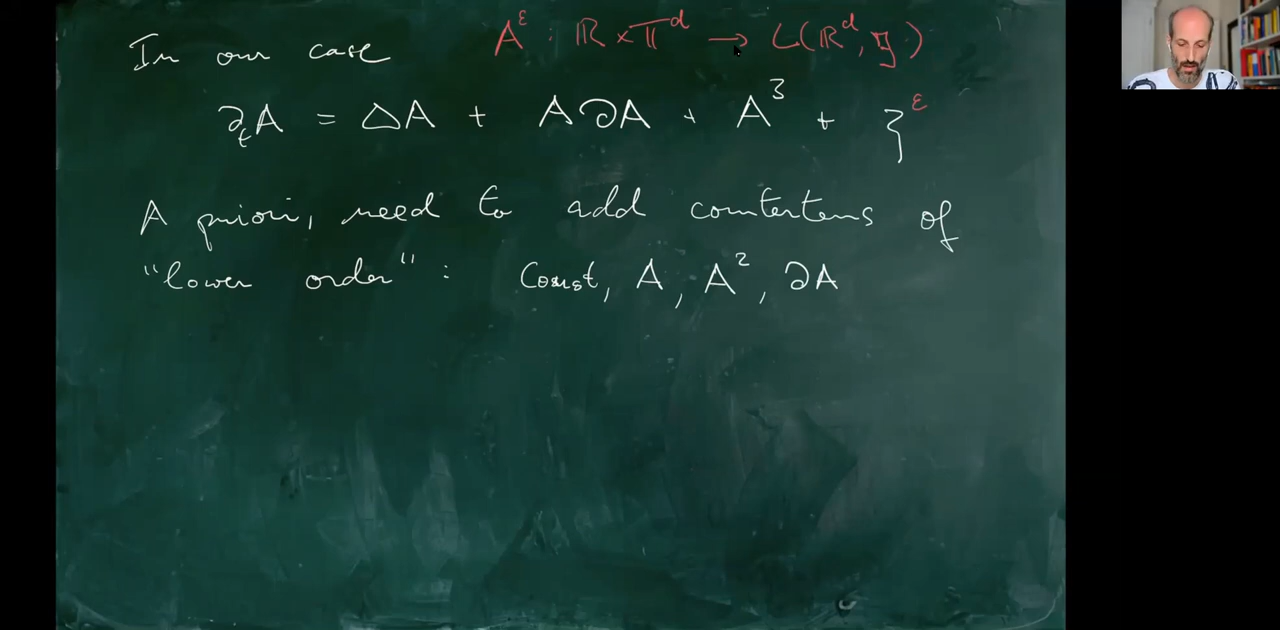 In our case A^ε : ℝ × 𝕋^d → L(ℝ^d, 𝔤)
∂_t A = ΔA + A∂A + A^3 + ξ^ε
A priori, need to add counterterms of
"lower order" : Const, A, A^2, ∂A